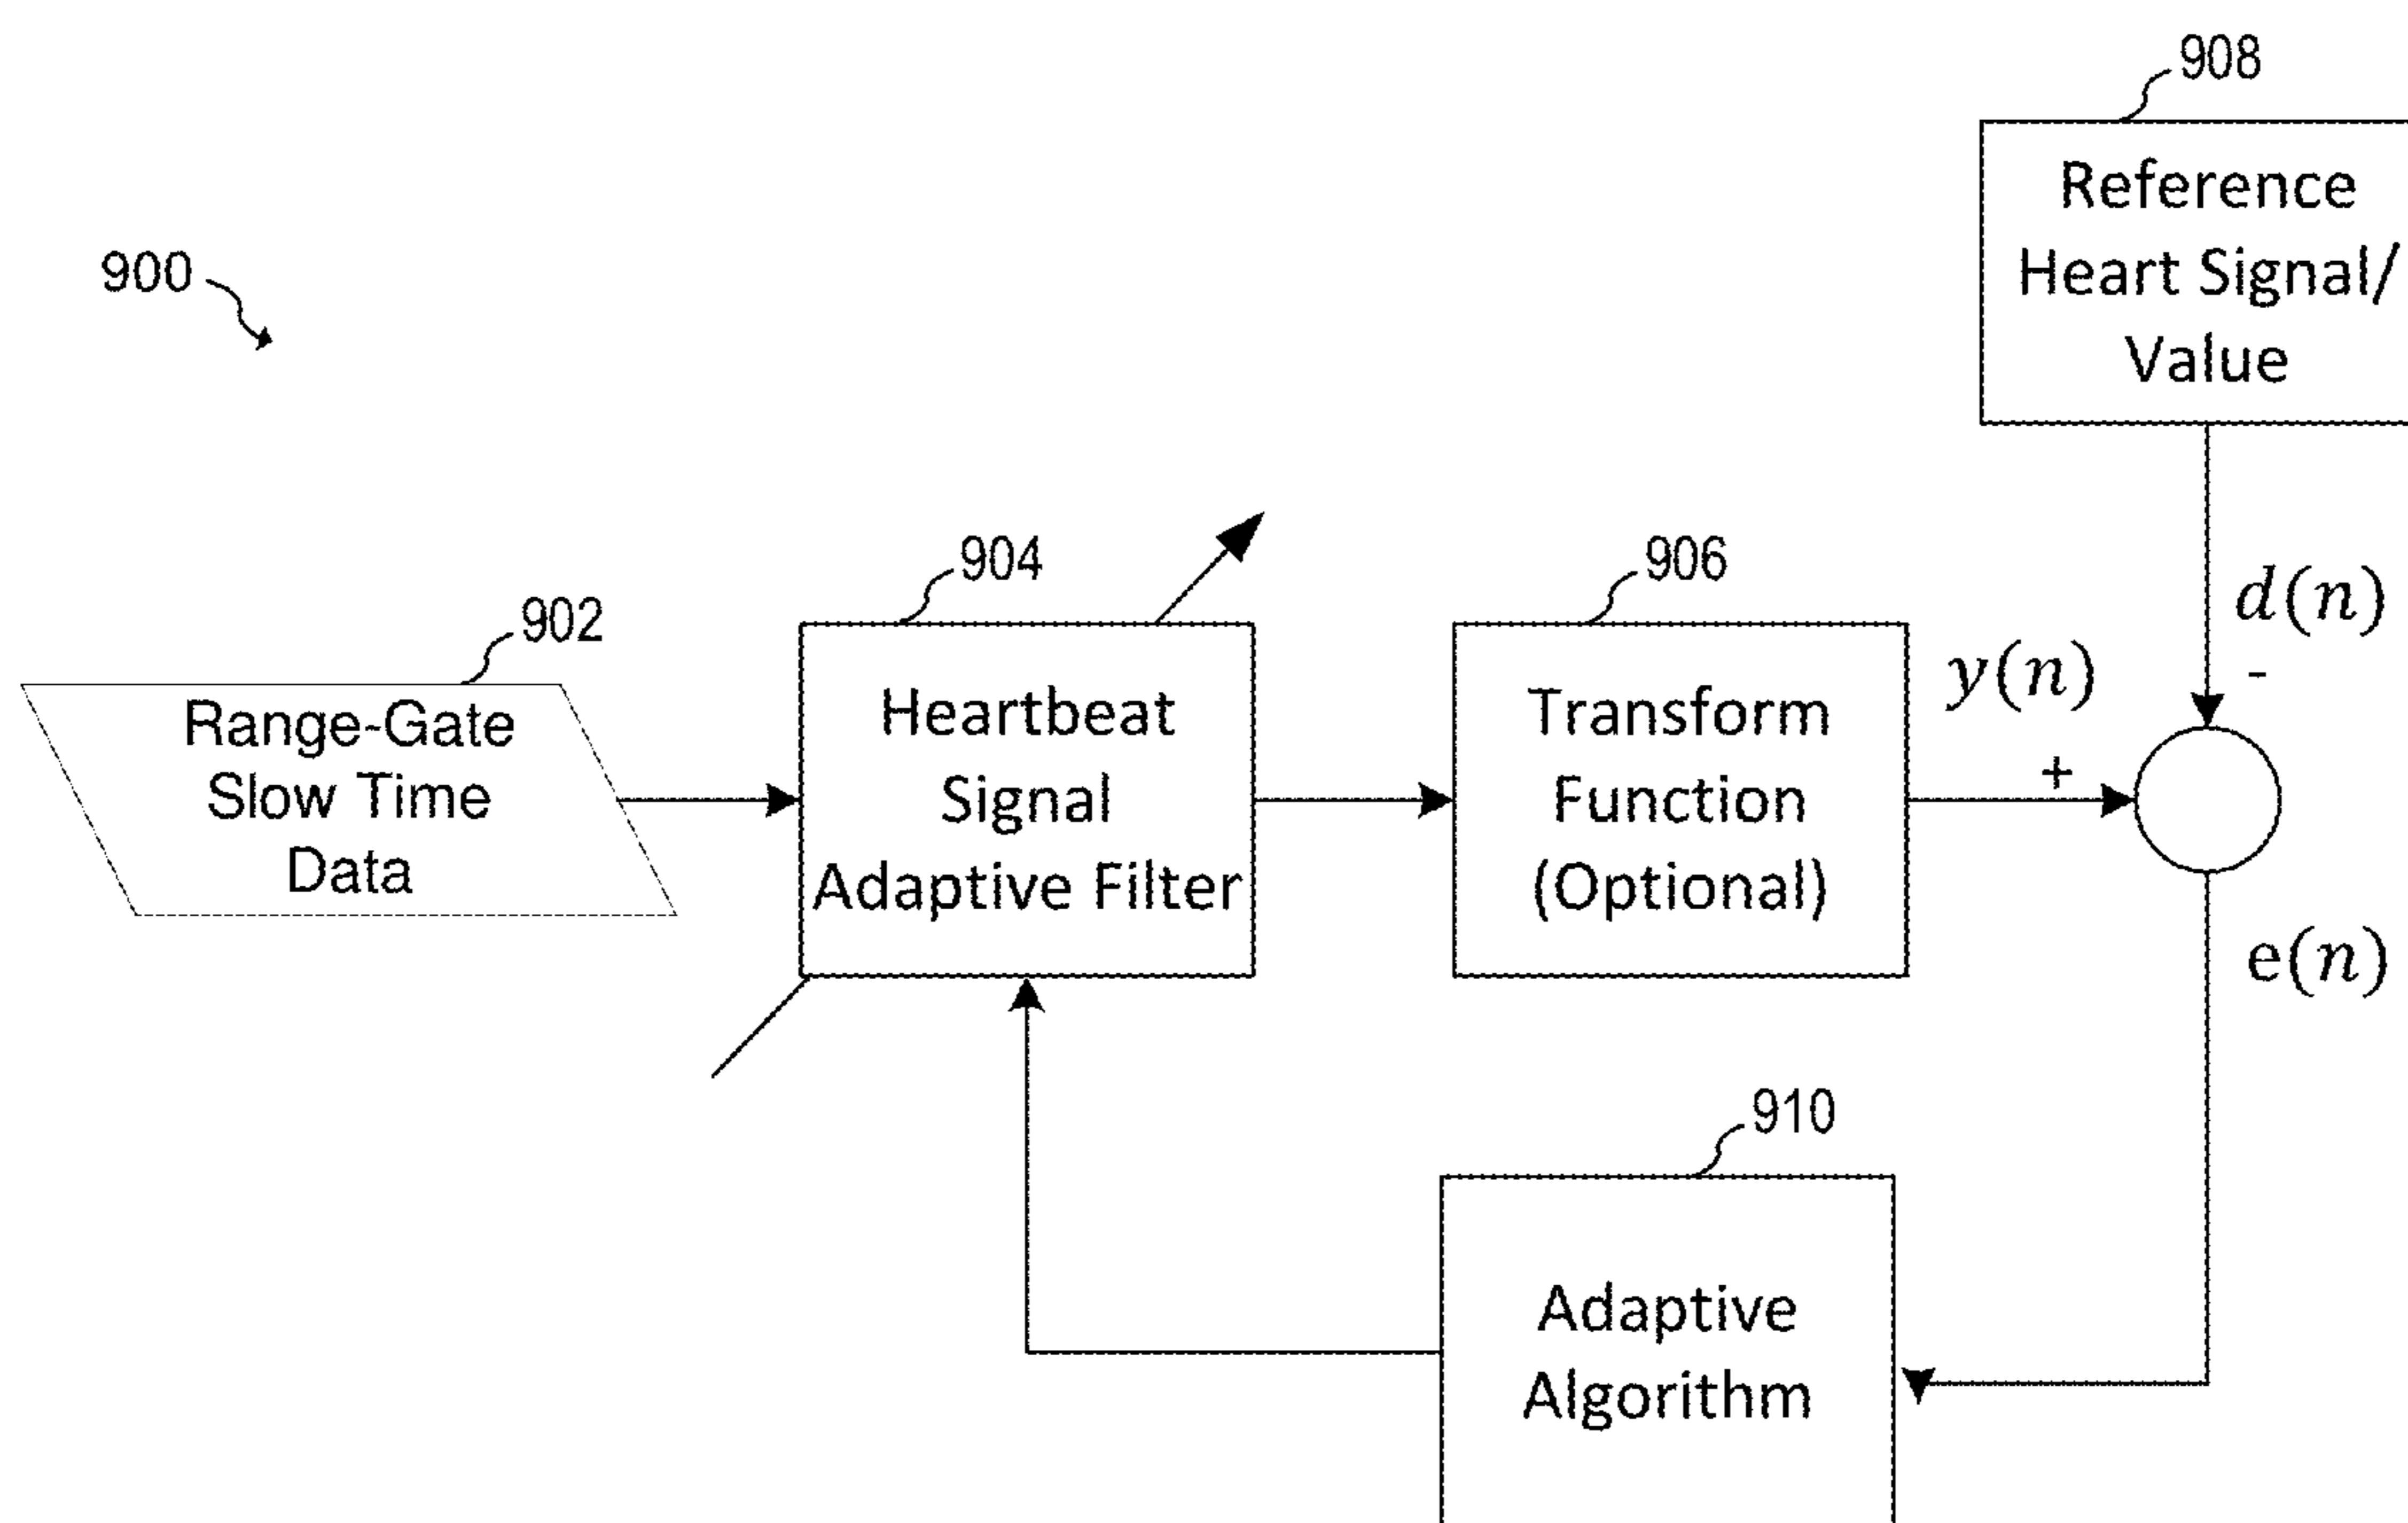 908
Reference
Heart Signal/
Value
900
904
906
902
d(n)
-
y(n)
+
Range-Gate
Slow Time
Data
Heartbeat
Signal
Adaptive Filter
Transform
Function
(Optional)
e(n)
910
Adaptive
Algorithm